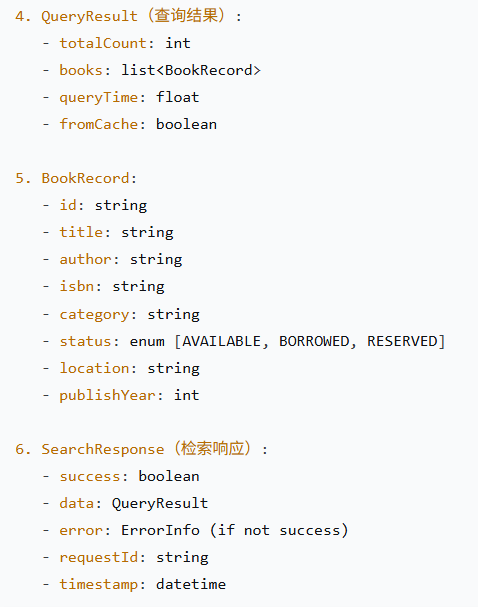 4. QueryResult（查询结果）:
- totalCount: int
- books: list<BookRecord>
- queryTime: float
- fromCache: boolean
5. BookRecord:
- id: string
- title: string
- author: string
- isbn: string
- category: string
- status: enum [AVAILABLE, BORROWED, RESERVED]
- location: string
- publishYear: int
6. SearchResponse（检索响应）:
- success: boolean
- data: QueryResult
- error: ErrorInfo (if not success)
- requestId: string
- timestamp: datetime